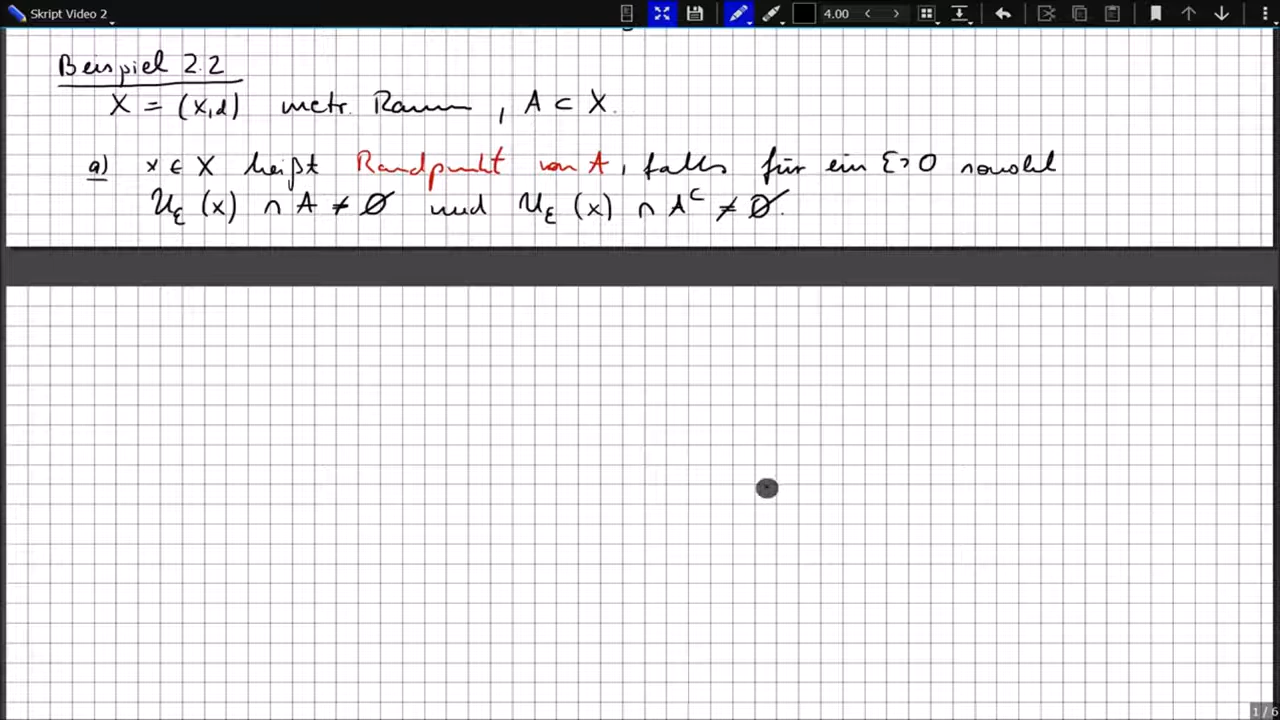 Skript Video 2
4.00
Beispiel 2.2
X = (X,d) metr. Raum, A ⊂ X.
a) x ∈ X heißt Randpunkt von A, falls für ein ε>0 sowohl
U_ε (x) ∩ A ≠ ∅ und U_ε (x) ∩ A^C ≠ ∅.
1 / 6